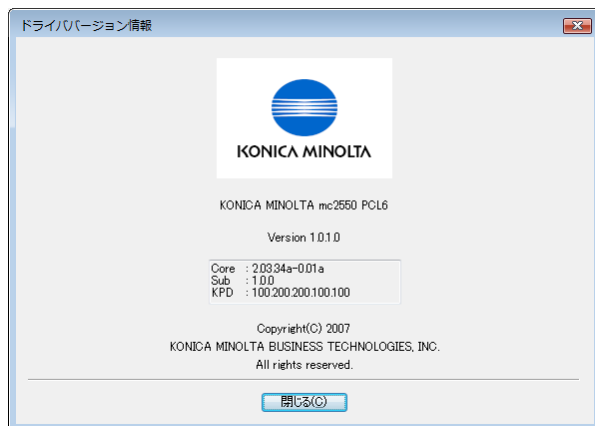 ドライババージョン情報
KONICA MINOLTA
KONICA MINOLTA mc2550 PCL6
Version 1.0.1.0
Core : 2.03.34a-0.01a
Sub : 1.0.0
KPD : 100.200.200.100.100
Copyright(C) 2007
KONICA MINOLTA BUSINESS TECHNOLOGIES, INC.
All rights reserved.
閉じる(C)